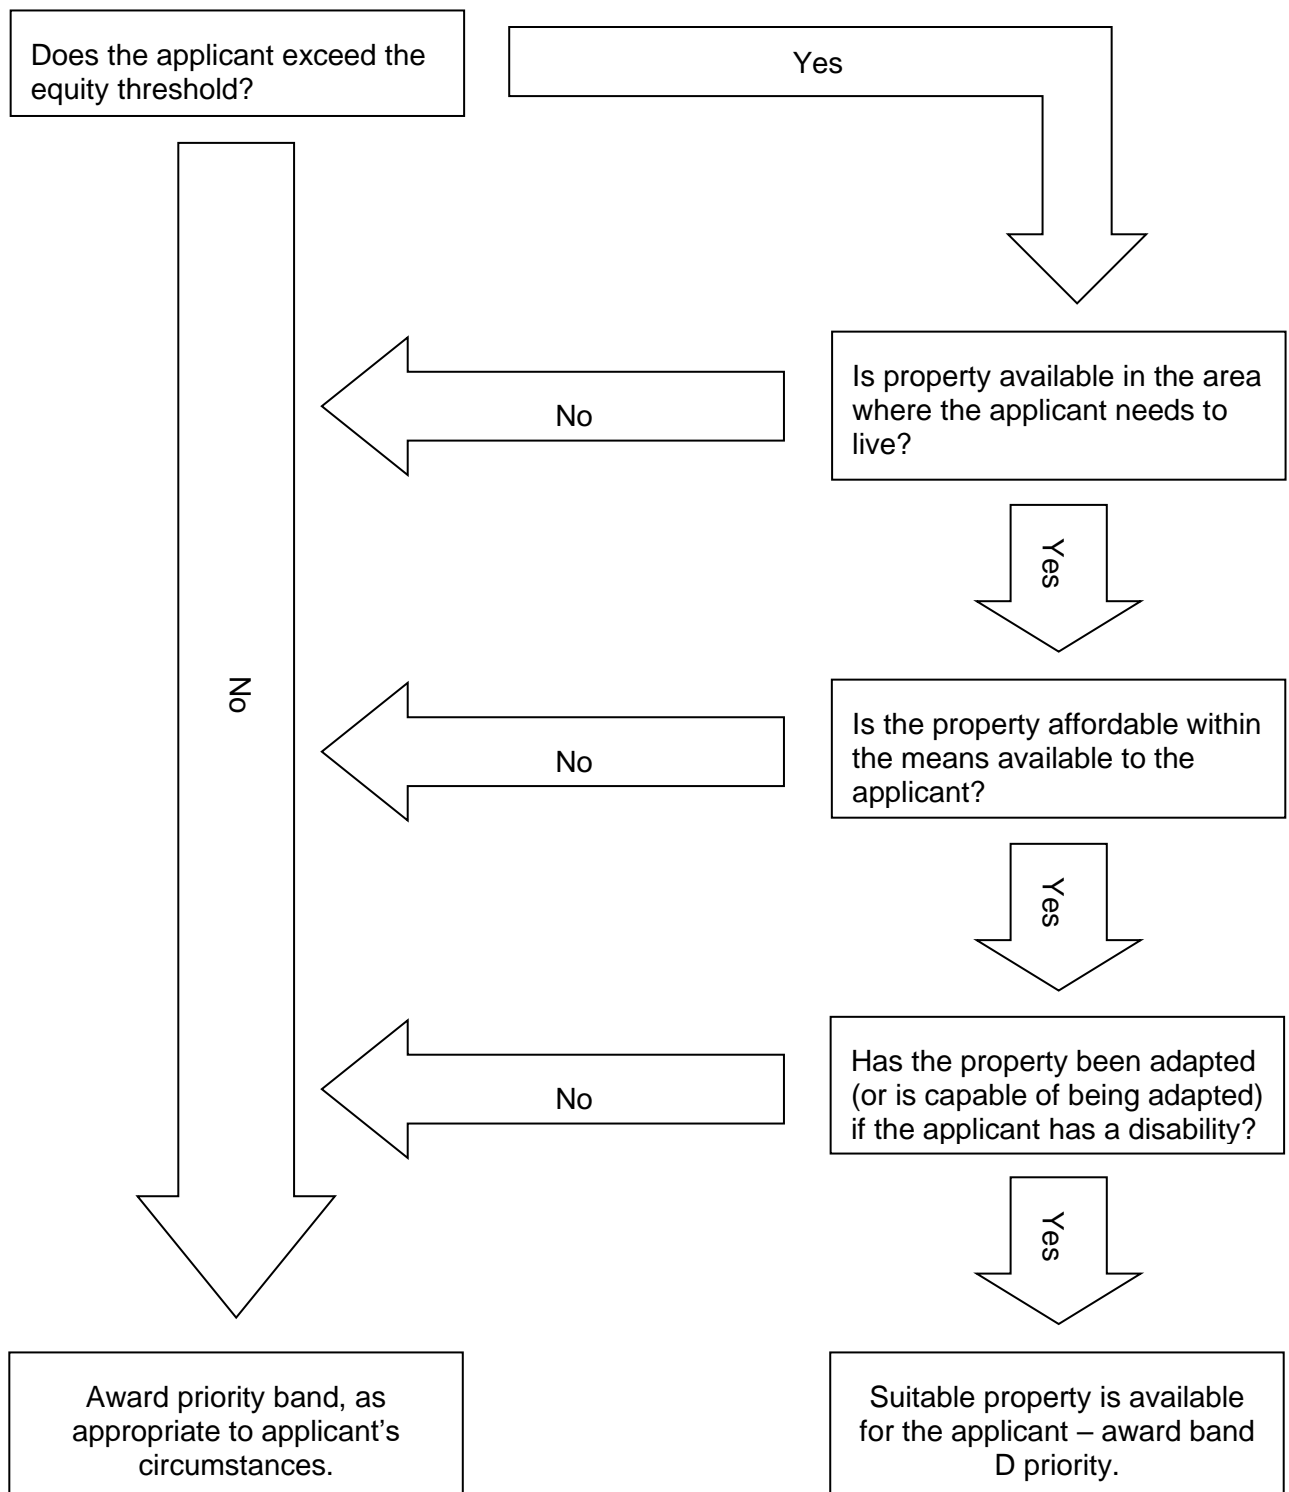 Does the applicant exceed the
equity threshold?
Yes
Is property available in the area
where the applicant needs to
live?
No
Yes
No
Is the property affordable within
the means available to the
applicant?
No
Yes
Has the property been adapted
(or is capable of being adapted)
if the applicant has a disability?
No
Yes
Award priority band, as
appropriate to applicant’s
circumstances.
Suitable property is available
for the applicant – award band
D priority.